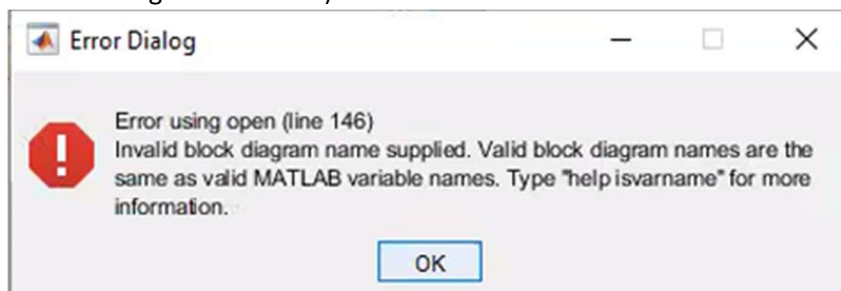 Error Dialog
Error using open (line 146)
Invalid block diagram name supplied. Valid block diagram names are the
same as valid MATLAB variable names. Type "help isvarname" for more
information.
OK